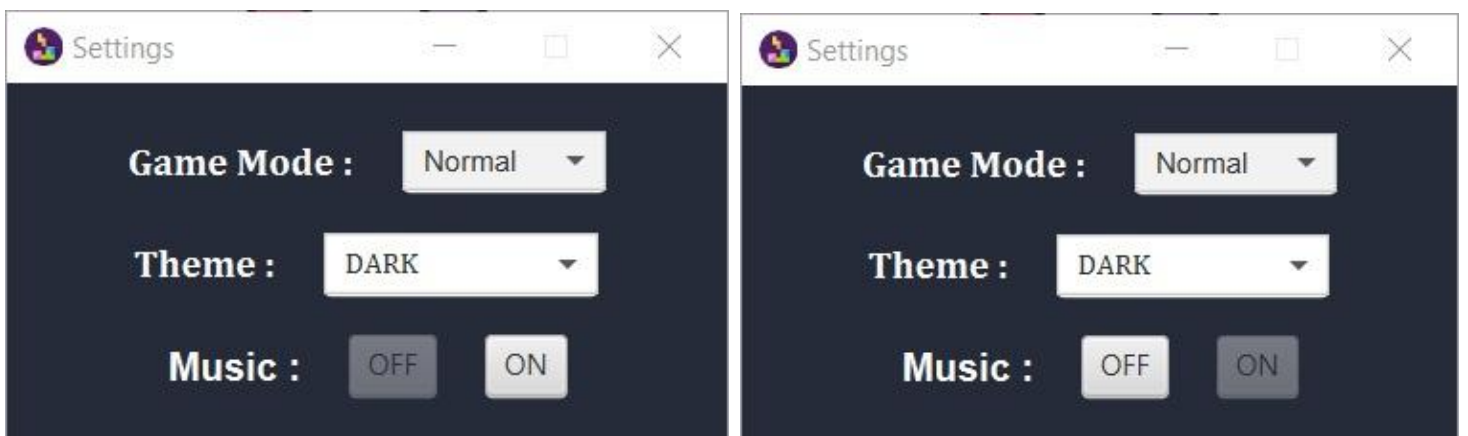 Settings
Game Mode : Normal
Theme : DARK
Music : OFF ON
Settings
Game Mode : Normal
Theme : DARK
Music : OFF ON